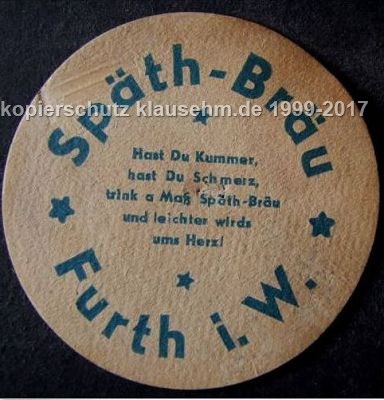 Späth-Bräu
kopierschutz klausehm.de 1999-2017
Hast Du Kummer,
hast Du Schmerz,
trink a Maß Späth-Bräu
und leichter wirds
ums Herz!
Furth i. W.